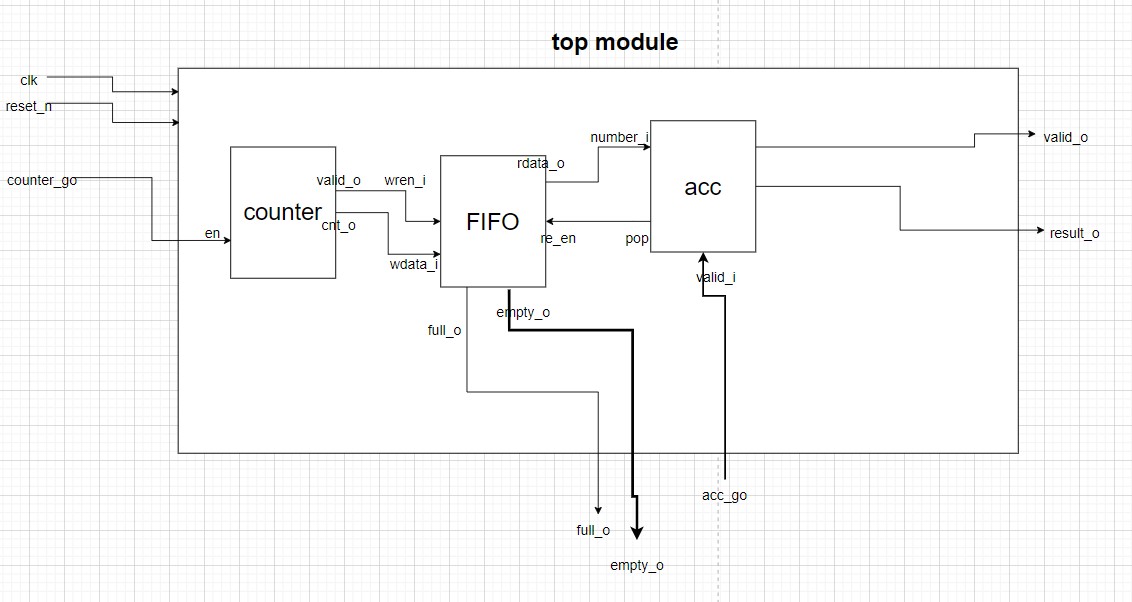 top module
clk
reset_n
counter_go
en
counter
valid_o
cnt_o
wren_i
wdata_i
FIFO
rdata_o
re_en
number_i
pop
acc
valid_i
valid_o
result_o
full_o
empty_o
acc_go
full_o
empty_o